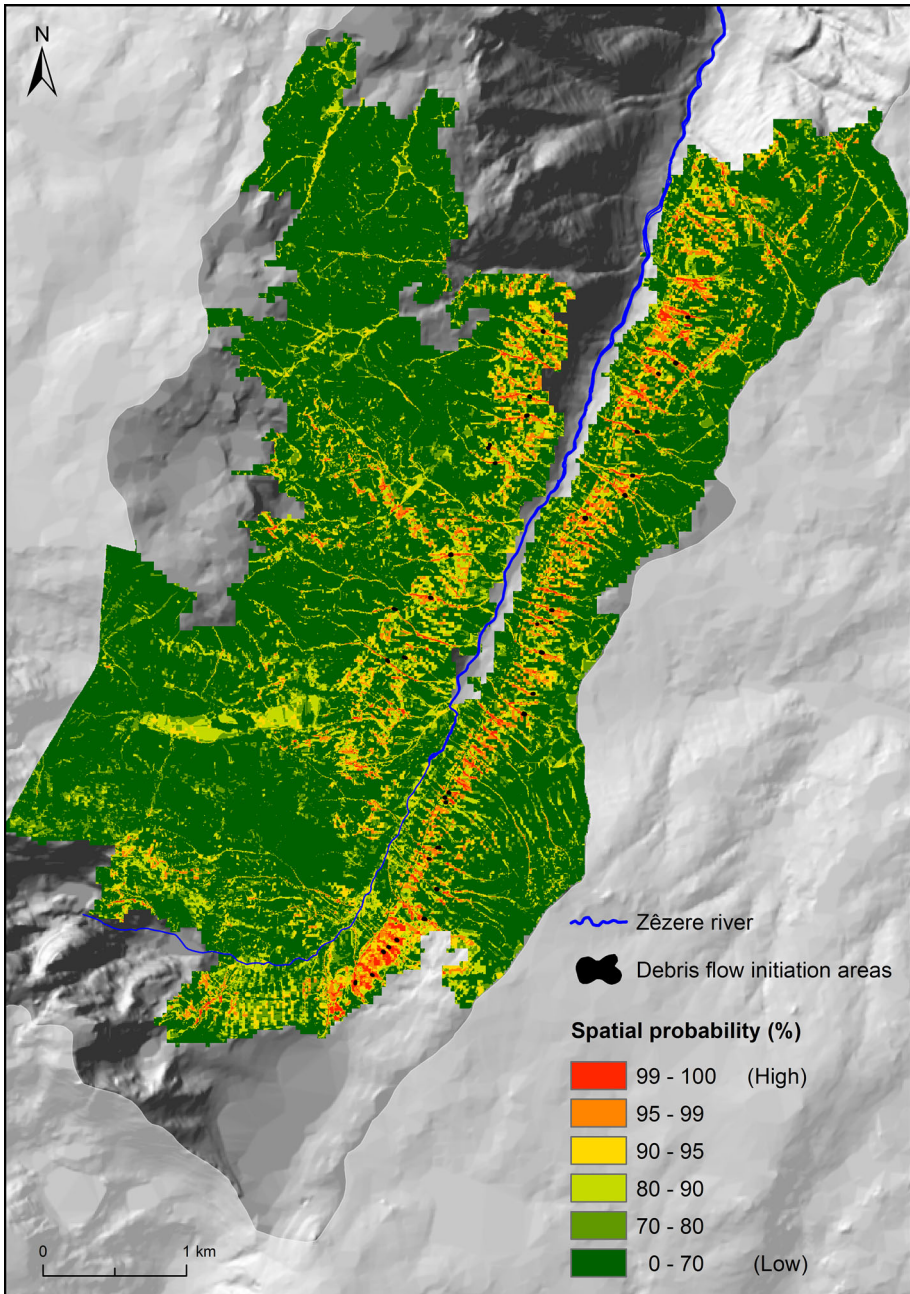 N
Zêzere river
Debris flow initiation areas
Spatial probability (%)
99 - 100 (High)
95 - 99
90 - 95
80 - 90
70 - 80
0 - 70 (Low)
0 1 km